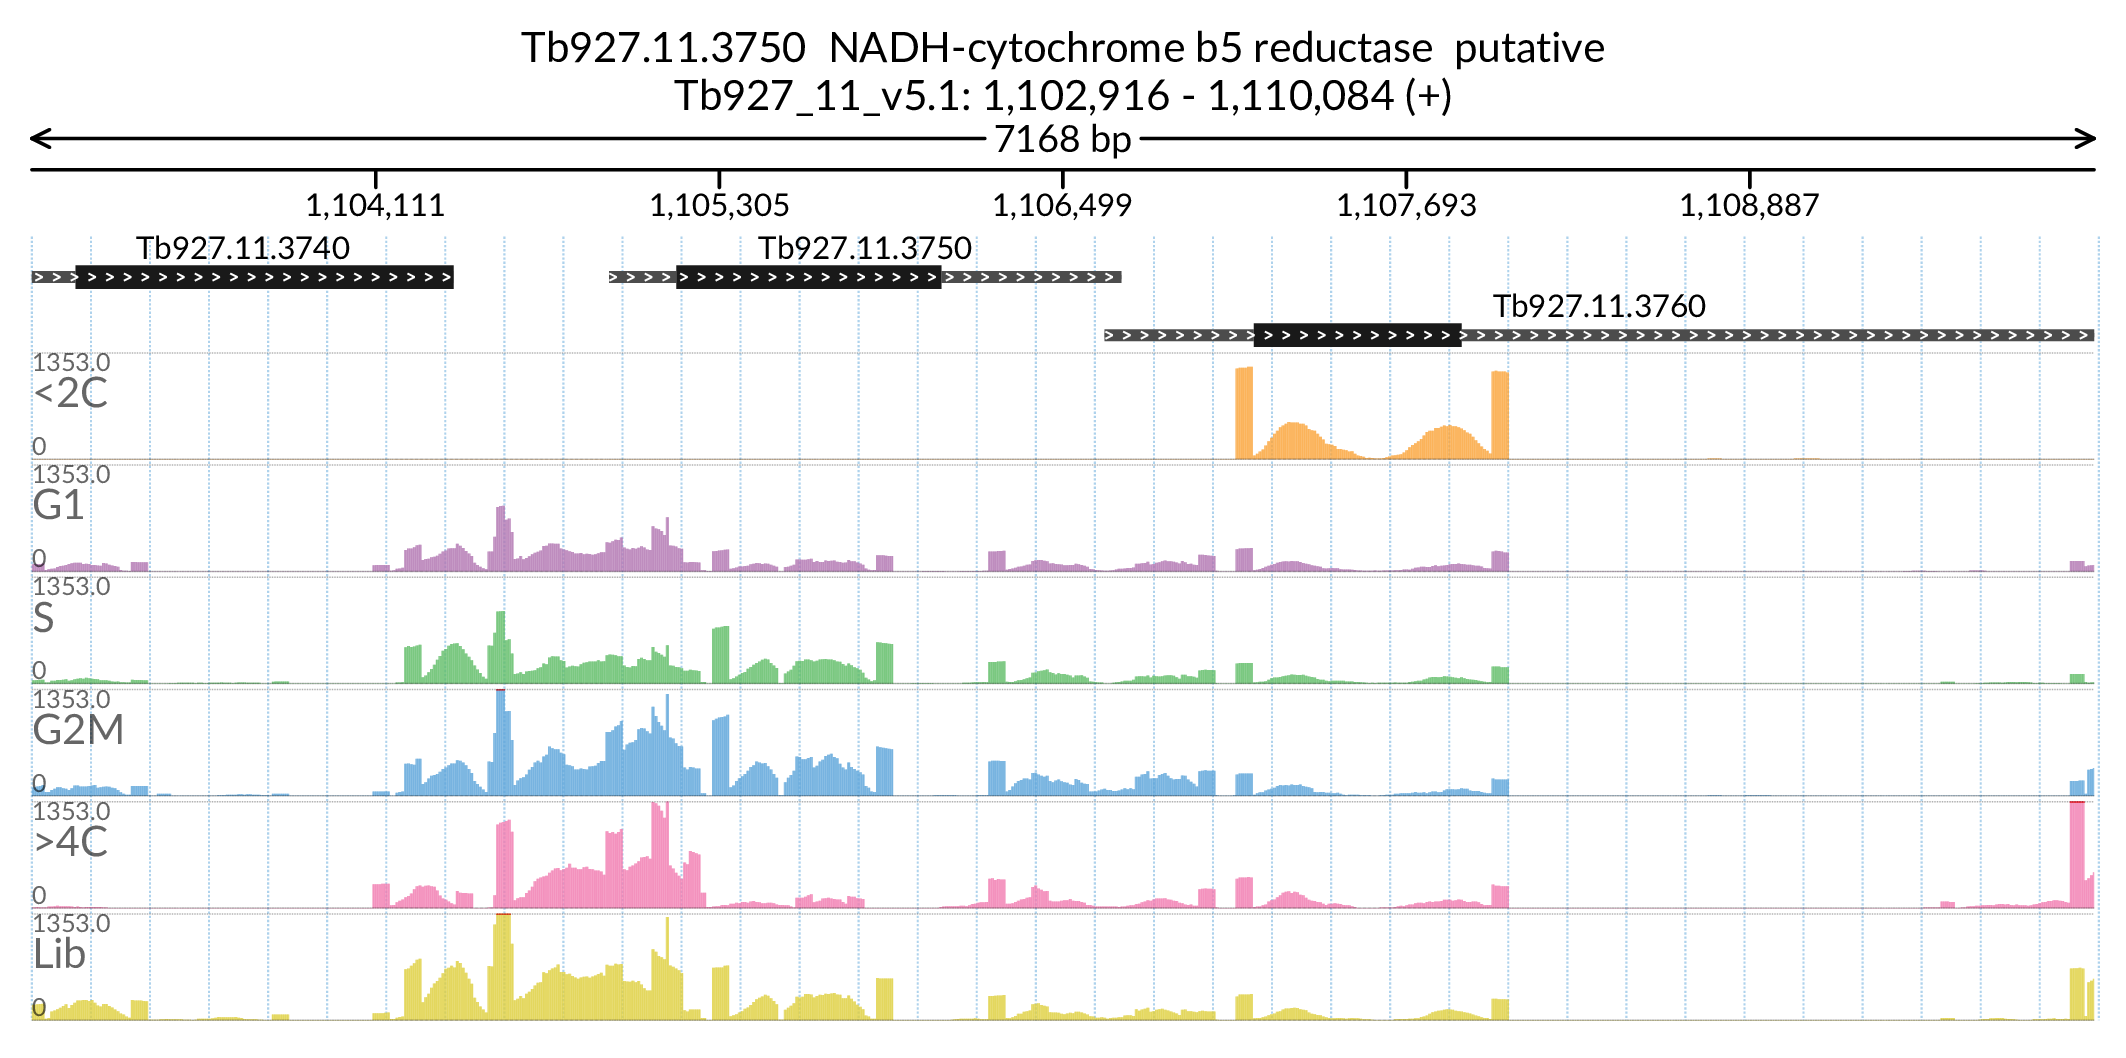 Tb927.11.3750  NADH-cytochrome b5 reductase  putative
Tb927_11_v5.1: 1,102,916 - 1,110,084 (+)
7168 bp
1,104,111 1,105,305 1,106,499 1,107,693 1,108,887
Tb927.11.3740 Tb927.11.3750
Tb927.11.3760
1353.0
<2C
0
1353.0
G1
0
1353.0
S
0
1353.0
G2M
0
1353.0
>4C
0
1353.0
Lib
0